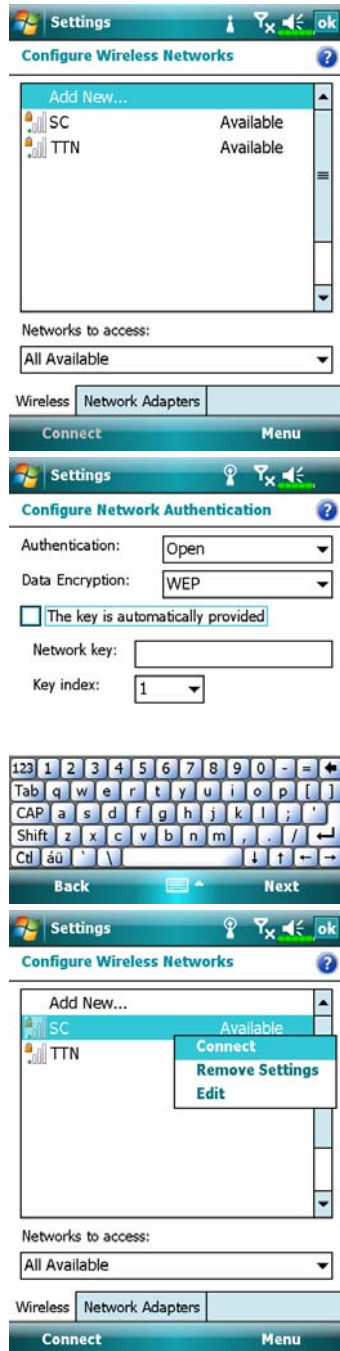 Settings ok
Configure Wireless Networks ?
Add New...
SC Available
TTN Available
Networks to access:
All Available
Wireless Network Adapters
Connect Menu
Settings
Configure Network Authentication ?
Authentication: Open
Data Encryption: WEP
The key is automatically provided
Network key:
Key index: 1
123 1 2 3 4 5 6 7 8 9 0 - =
Tab q w e r t y u i o p [ ]
CAP a s d f g h j k l ; '
Shift z x c v b n m , . /
Ctl áü ` \
Back Next
Settings ok
Configure Wireless Networks ?
Add New...
SC Available
Connect
TTN
Remove Settings
Edit
Networks to access:
All Available
Wireless Network Adapters
Connect Menu